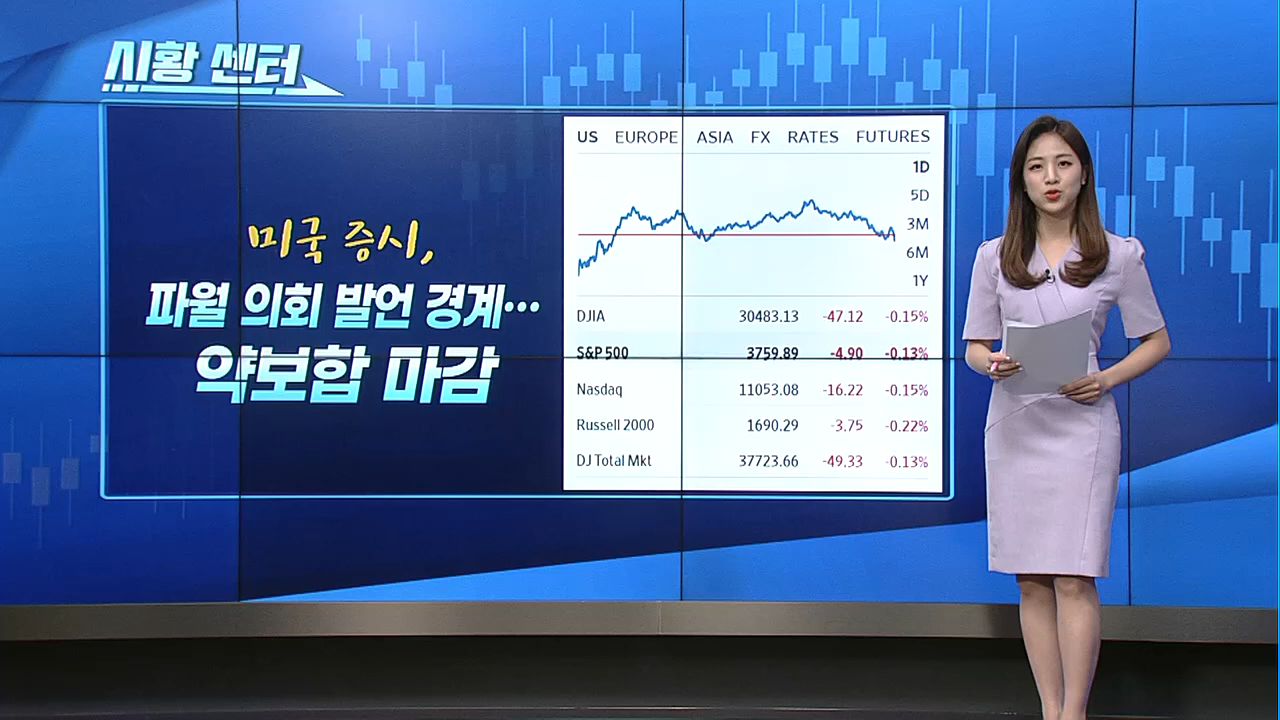 시황 센터
미국 증시,
파월 의회 발언 경계…
약보합 마감
US EUROPE ASIA FX RATES FUTURES
1D
5D
3M
6M
1Y
DJIA 30483.13 -47.12 -0.15%
S&P 500 3759.89 -4.90 -0.13%
Nasdaq 11053.08 -16.22 -0.15%
Russell 2000 1690.29 -3.75 -0.22%
DJ Total Mkt 37723.66 -49.33 -0.13%